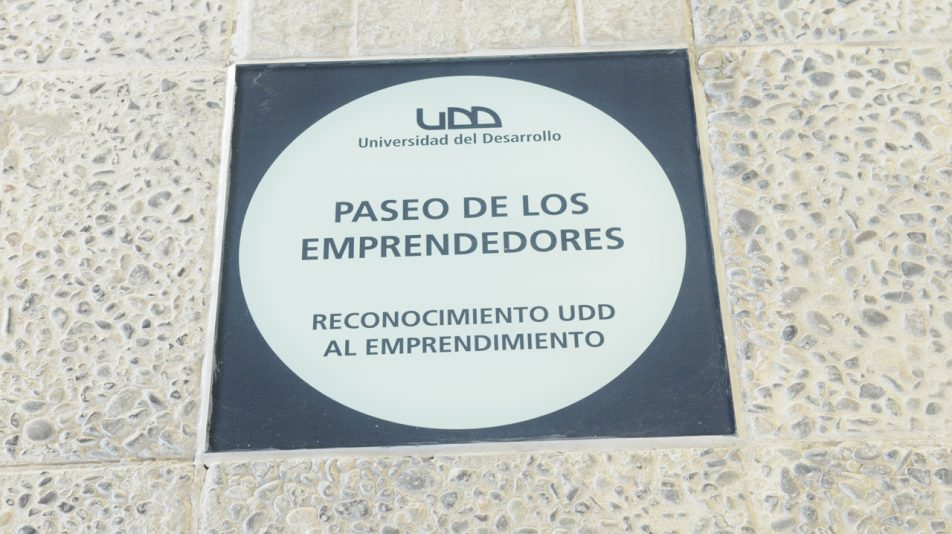 UDD
Universidad del Desarrollo
PASEO DE LOS
EMPRENDEDORES
RECONOCIMIENTO UDD
AL EMPRENDIMIENTO